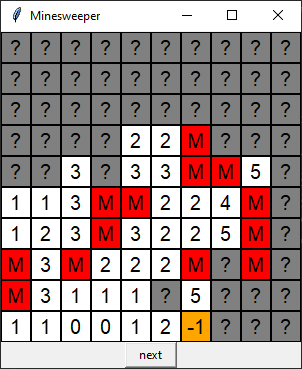 Minesweeper
? ? ? ? ? ? ? ? ? ?
? ? ? ? ? ? ? ? ? ?
? ? ? ? ? ? ? ? ? ?
? ? ? ? 2 2 M ? ? ?
? ? 3 ? 3 3 M M 5 ?
1 1 3 M M 2 2 4 M ?
1 2 3 M 3 2 2 5 M ?
M 3 M 2 2 2 M ? M ?
M 3 1 1 1 ? 5 ? ? ?
1 1 0 0 1 2 -1 ? ? ?
next